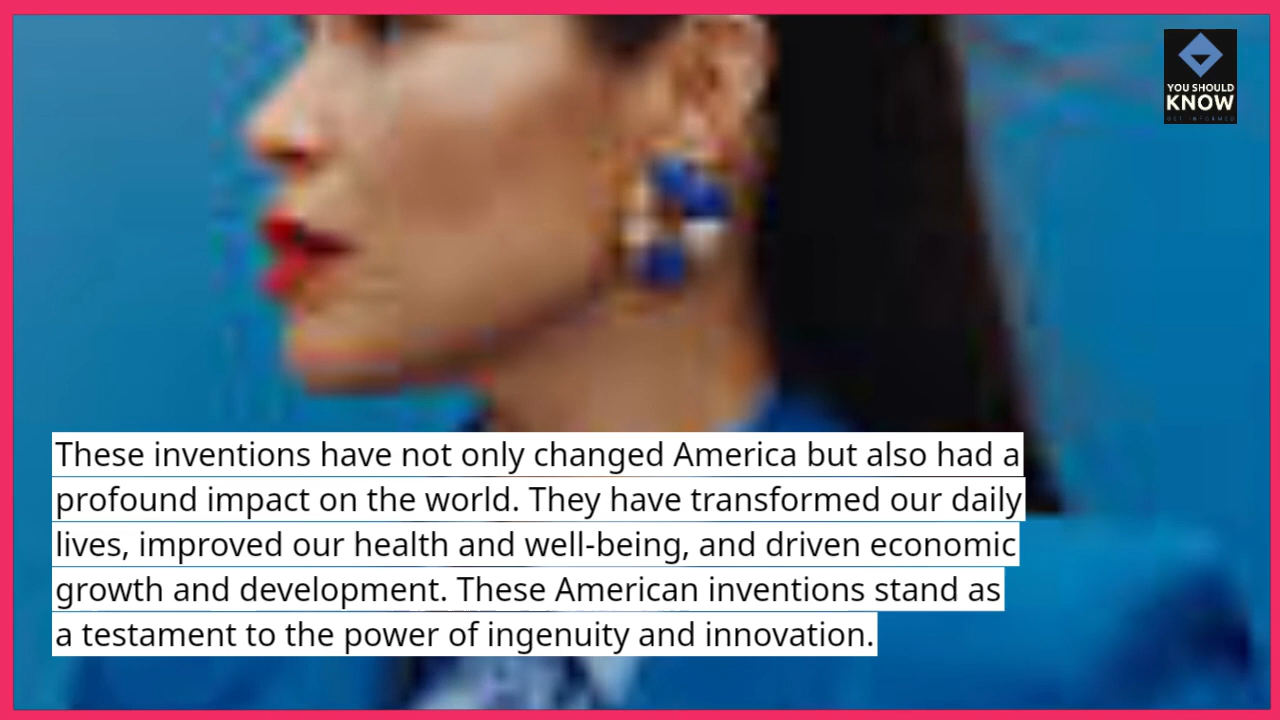 YOU SHOULD
KNOW
GET INFORMED
These inventions have not only changed America but also had a
profound impact on the world. They have transformed our daily
lives, improved our health and well-being, and driven economic
growth and development. These American inventions stand as
a testament to the power of ingenuity and innovation.